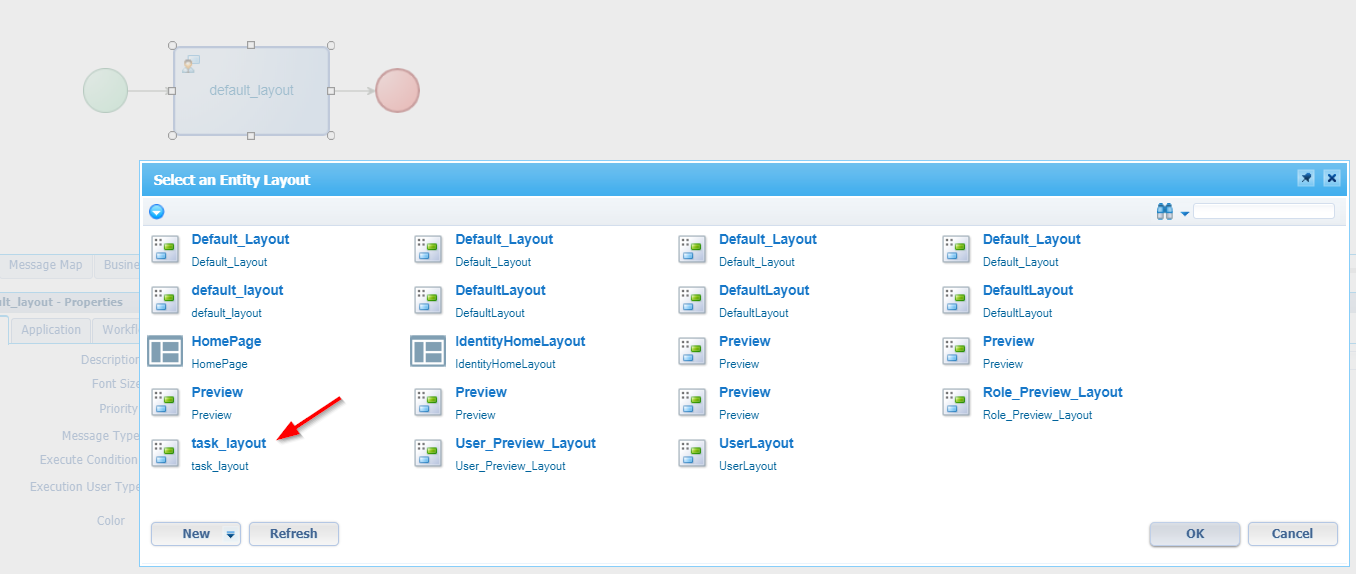 default_layout
Select an Entity Layout
Default_Layout
Default_Layout
Default_Layout
Default_Layout
Default_Layout
Default_Layout
Default_Layout
Default_Layout
default_layout
default_layout
DefaultLayout
DefaultLayout
DefaultLayout
DefaultLayout
DefaultLayout
DefaultLayout
HomePage
HomePage
IdentityHomeLayout
IdentityHomeLayout
Preview
Preview
Preview
Preview
Preview
Preview
Preview
Preview
Preview
Preview
Role_Preview_Layout
Role_Preview_Layout
task_layout
task_layout
User_Preview_Layout
User_Preview_Layout
UserLayout
UserLayout
New
Refresh
OK
Cancel
Message Map
Busine
lt_layout - Properties
Application
Workfl
Description
Font Size
Priority
Message Type
Execute Condition
Execution User Type
Color